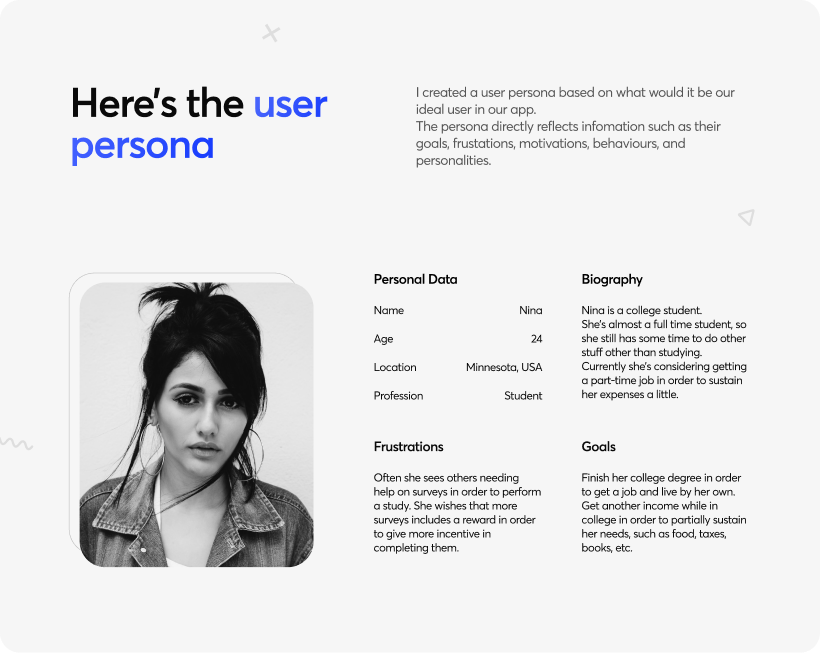 Here's the user
persona
I created a user persona based on what would it be our
ideal user in our app.
The persona directly reflects infomation such as their
goals, frustations, motivations, behaviours, and
personalities.
Personal Data
Name Nina
Age 24
Location Minnesota, USA
Profession Student
Biography
Nina is a college student.
She's almost a full time student, so
she still has some time to do other
stuff other than studying.
Currently she's considering getting
a part-time job in order to sustain
her expenses a little.
Frustrations
Often she sees others needing
help on surveys in order to perform
a study. She wishes that more
surveys includes a reward in order
to give more incentive in
completing them.
Goals
Finish her college degree in order
to get a job and live by her own.
Get another income while in
college in order to partially sustain
her needs, such as food, taxes,
books, etc.